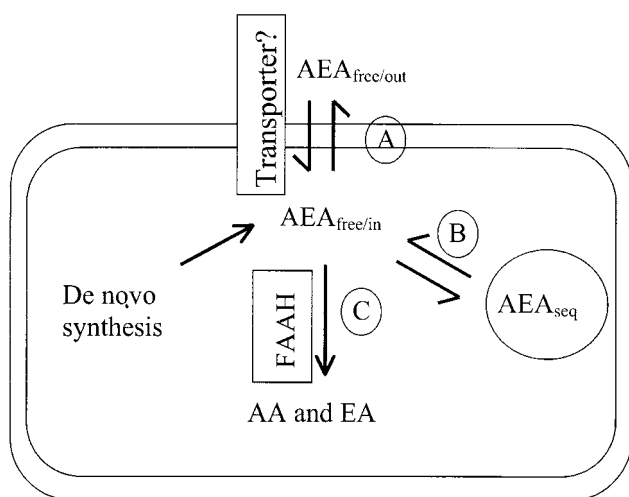 Transporter?
AEAfree/out
A
AEAfree/in
B
De novo
synthesis
FAAH
C
AEAseq
AA and EA